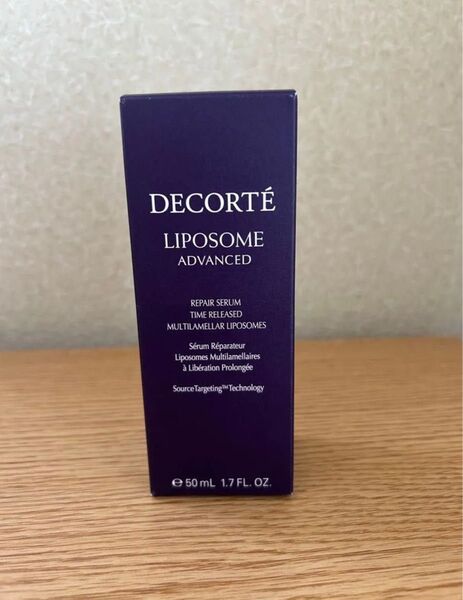 DECORTÉ
LIPOSOME
ADVANCED
REPAIR SERUM
TIME RELEASED
MULTILAMELLAR LIPOSOMES
Sérum Réparateur
Liposomes Multilamellaires
à Libération Prolongée
SourceTargeting™Technology
℮ 50 mL 1.7 FL. OZ.